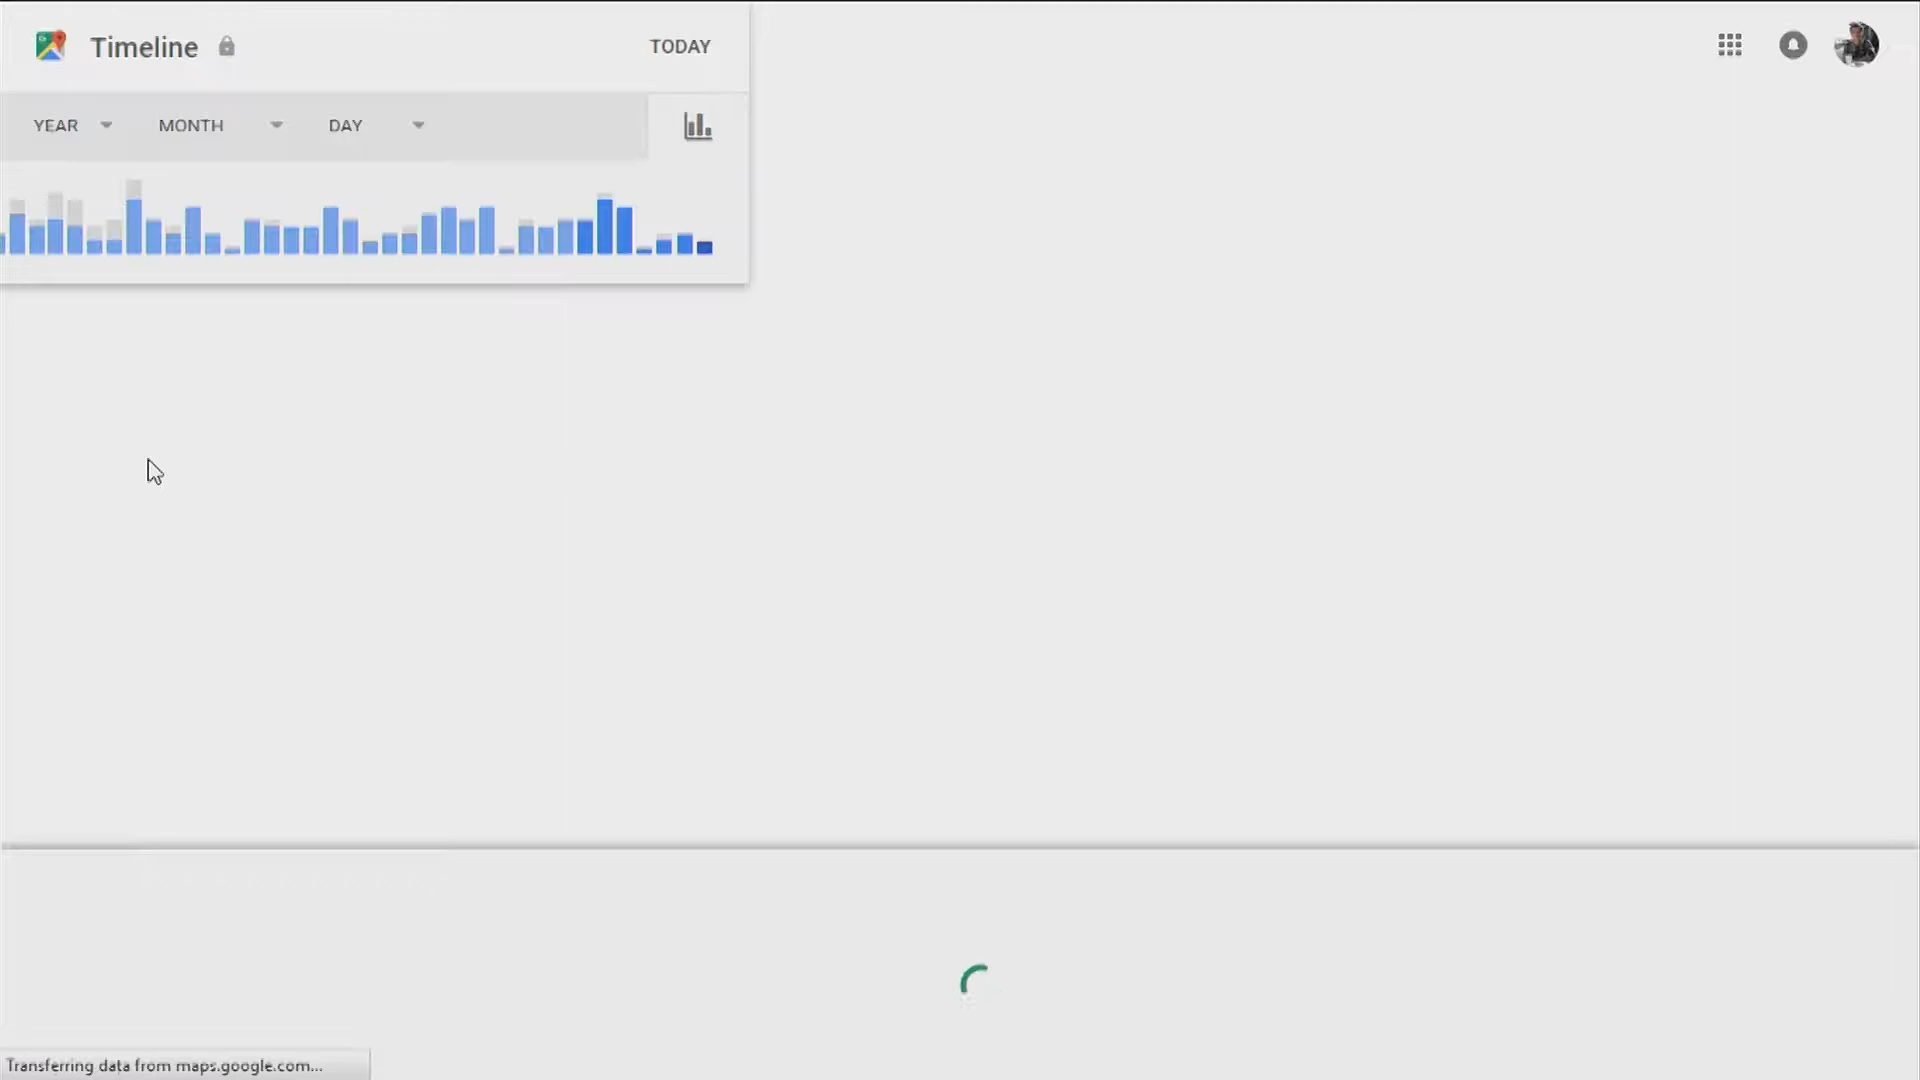 Timeline
TODAY
YEAR MONTH DAY
Transferring data from maps.google.com...